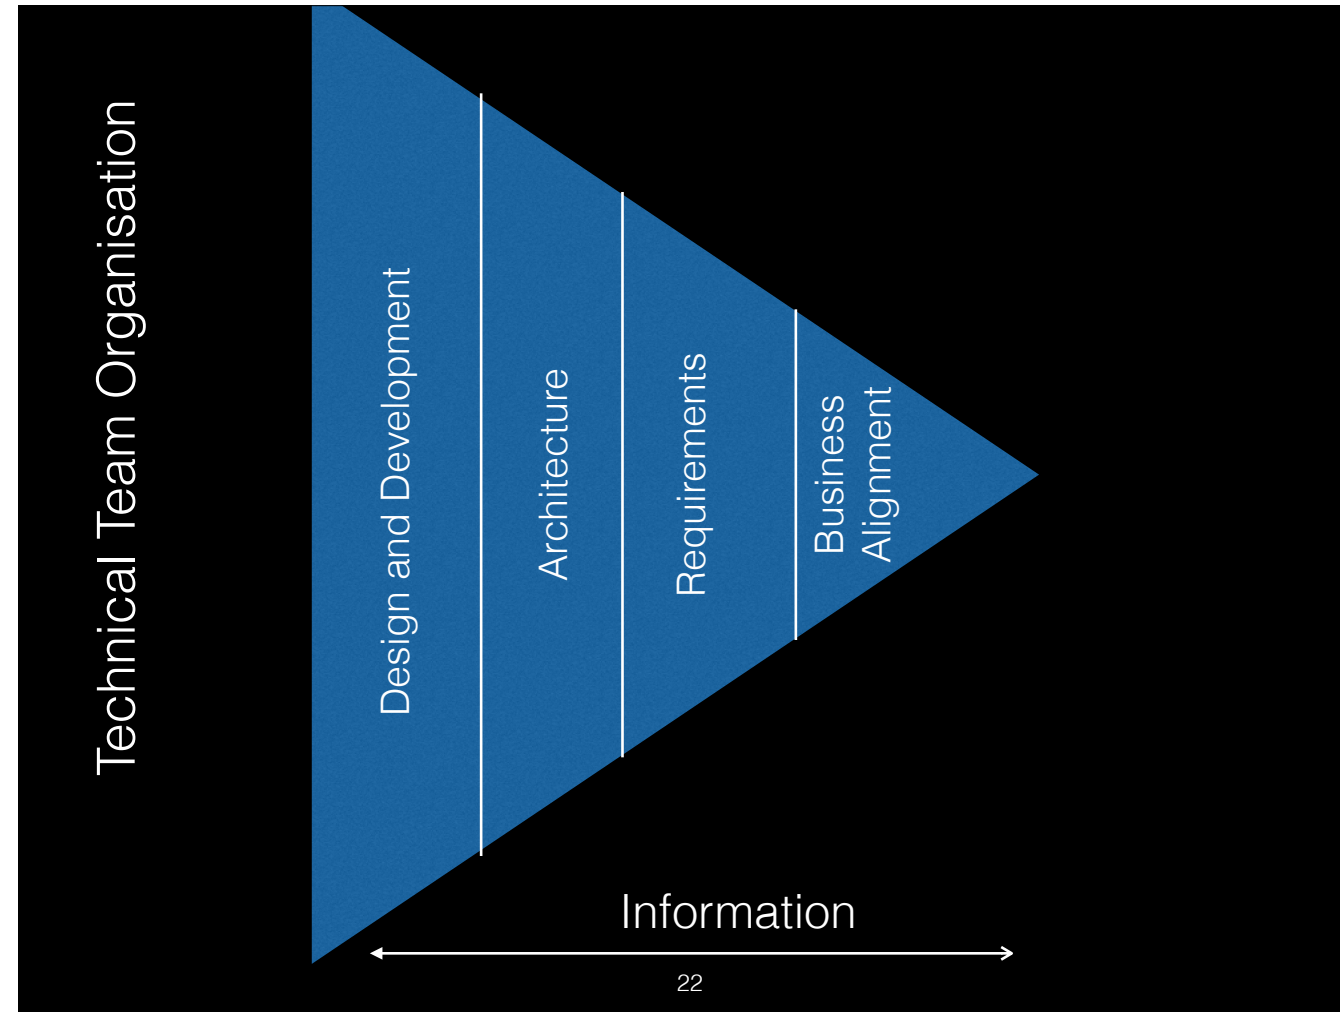 Technical Team Organisation
Design and Development
Architecture
Requirements
Business
Alignment
Information
22